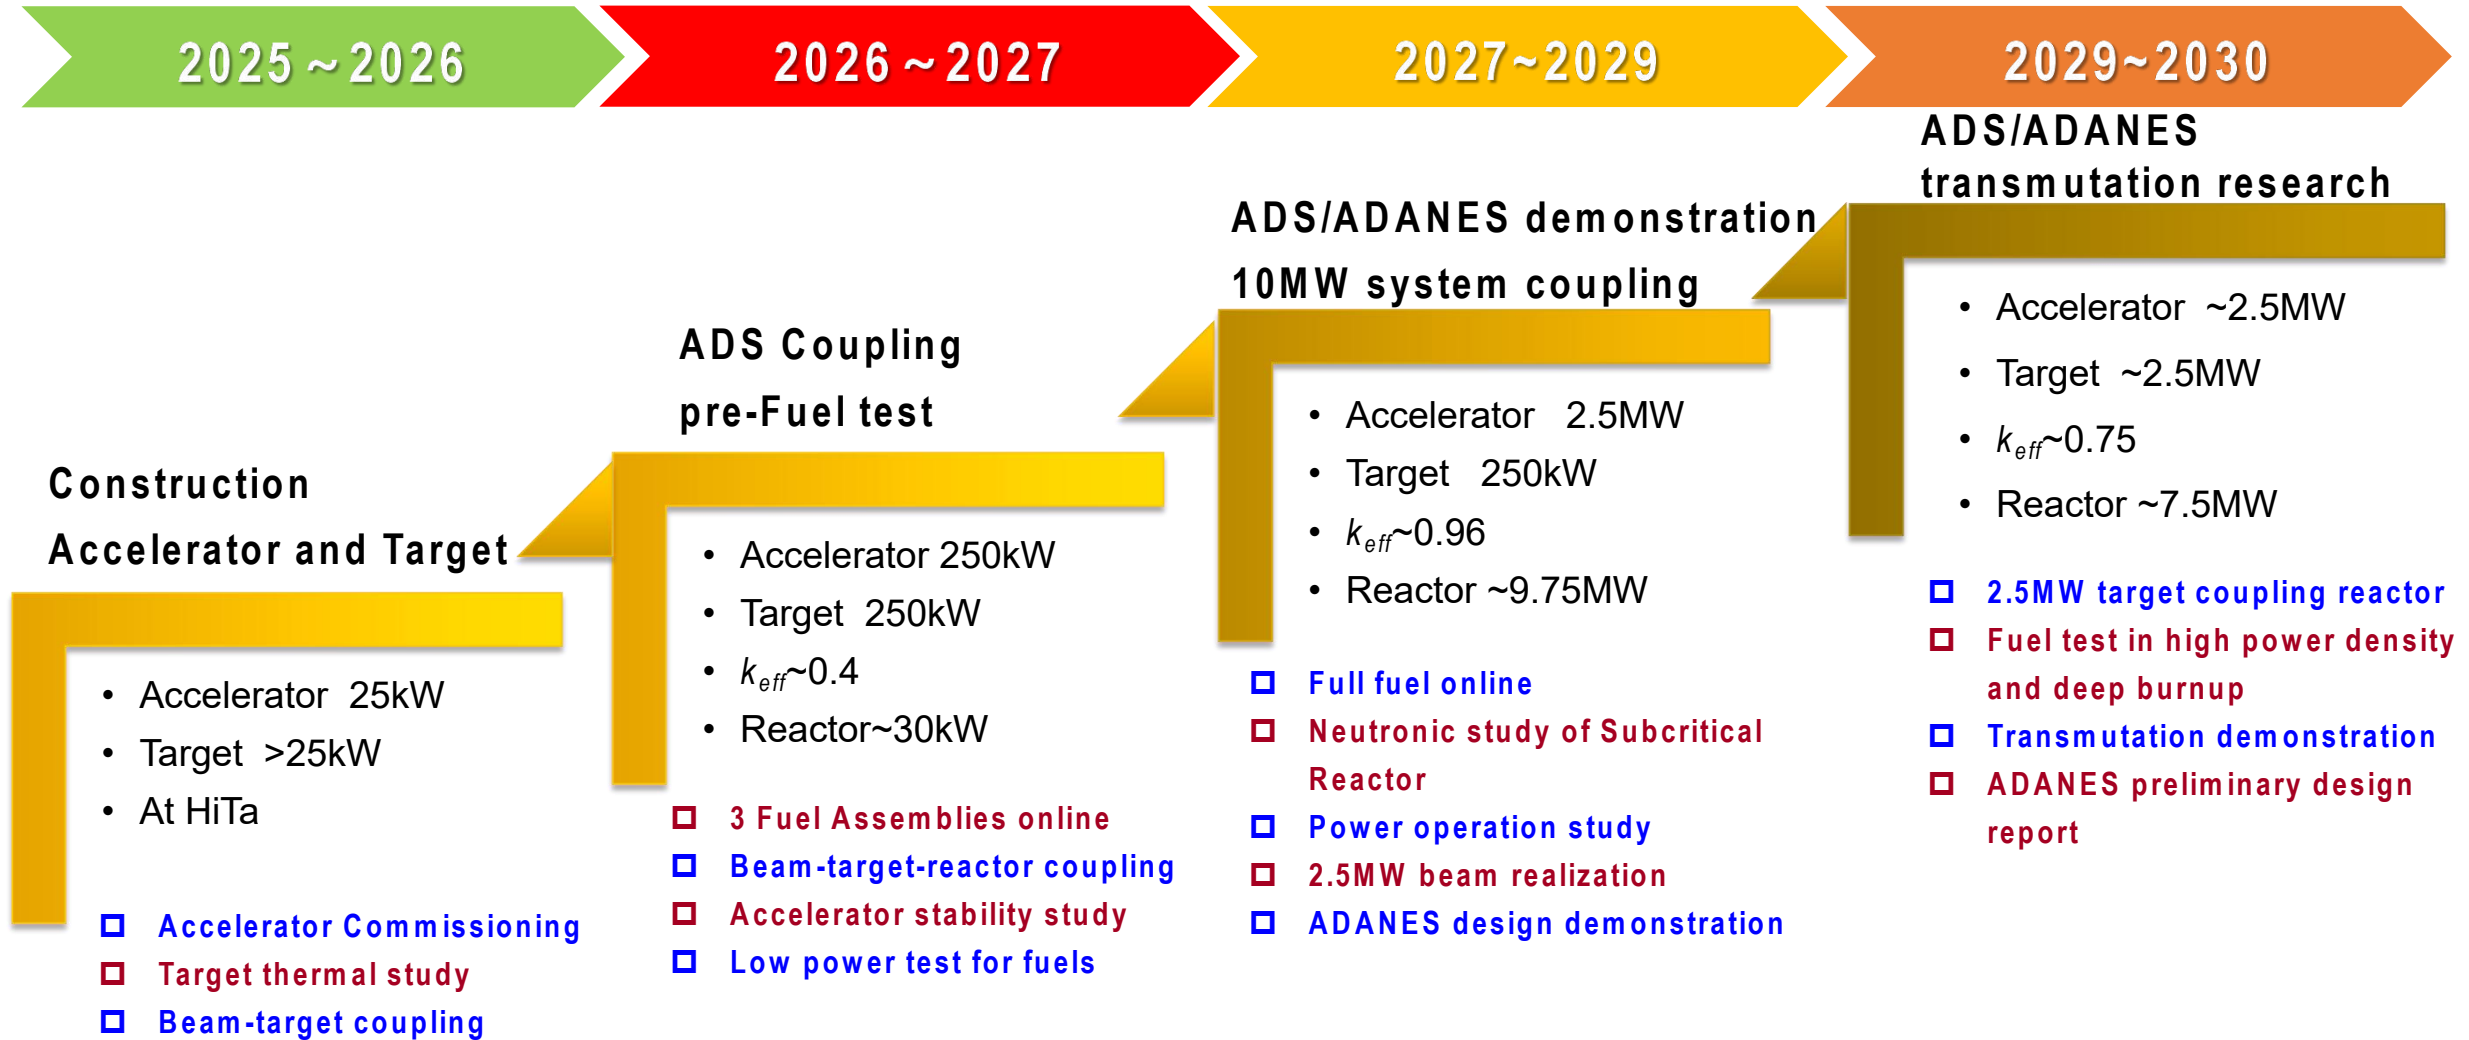 2025～2026
2026～2027
2027~2029
2029~2030
Construction
Accelerator and Target
• Accelerator 25kW
• Target >25kW
• At HiTa
Accelerator Commissioning
Target thermal study
Beam-target coupling
ADS Coupling
pre-Fuel test
• Accelerator 250kW
• Target 250kW
• keff~0.4
• Reactor~30kW
3 Fuel Assemblies online
Beam-target-reactor coupling
Accelerator stability study
Low power test for fuels
ADS/ADANES demonstration
10MW system coupling
• Accelerator 2.5MW
• Target 250kW
• keff~0.96
• Reactor ~9.75MW
Full fuel online
Neutronic study of Subcritical
Reactor
Power operation study
2.5MW beam realization
ADANES design demonstration
ADS/ADANES
transmutation research
• Accelerator ~2.5MW
• Target ~2.5MW
• keff~0.75
• Reactor ~7.5MW
2.5MW target coupling reactor
Fuel test in high power density
and deep burnup
Transmutation demonstration
ADANES preliminary design
report